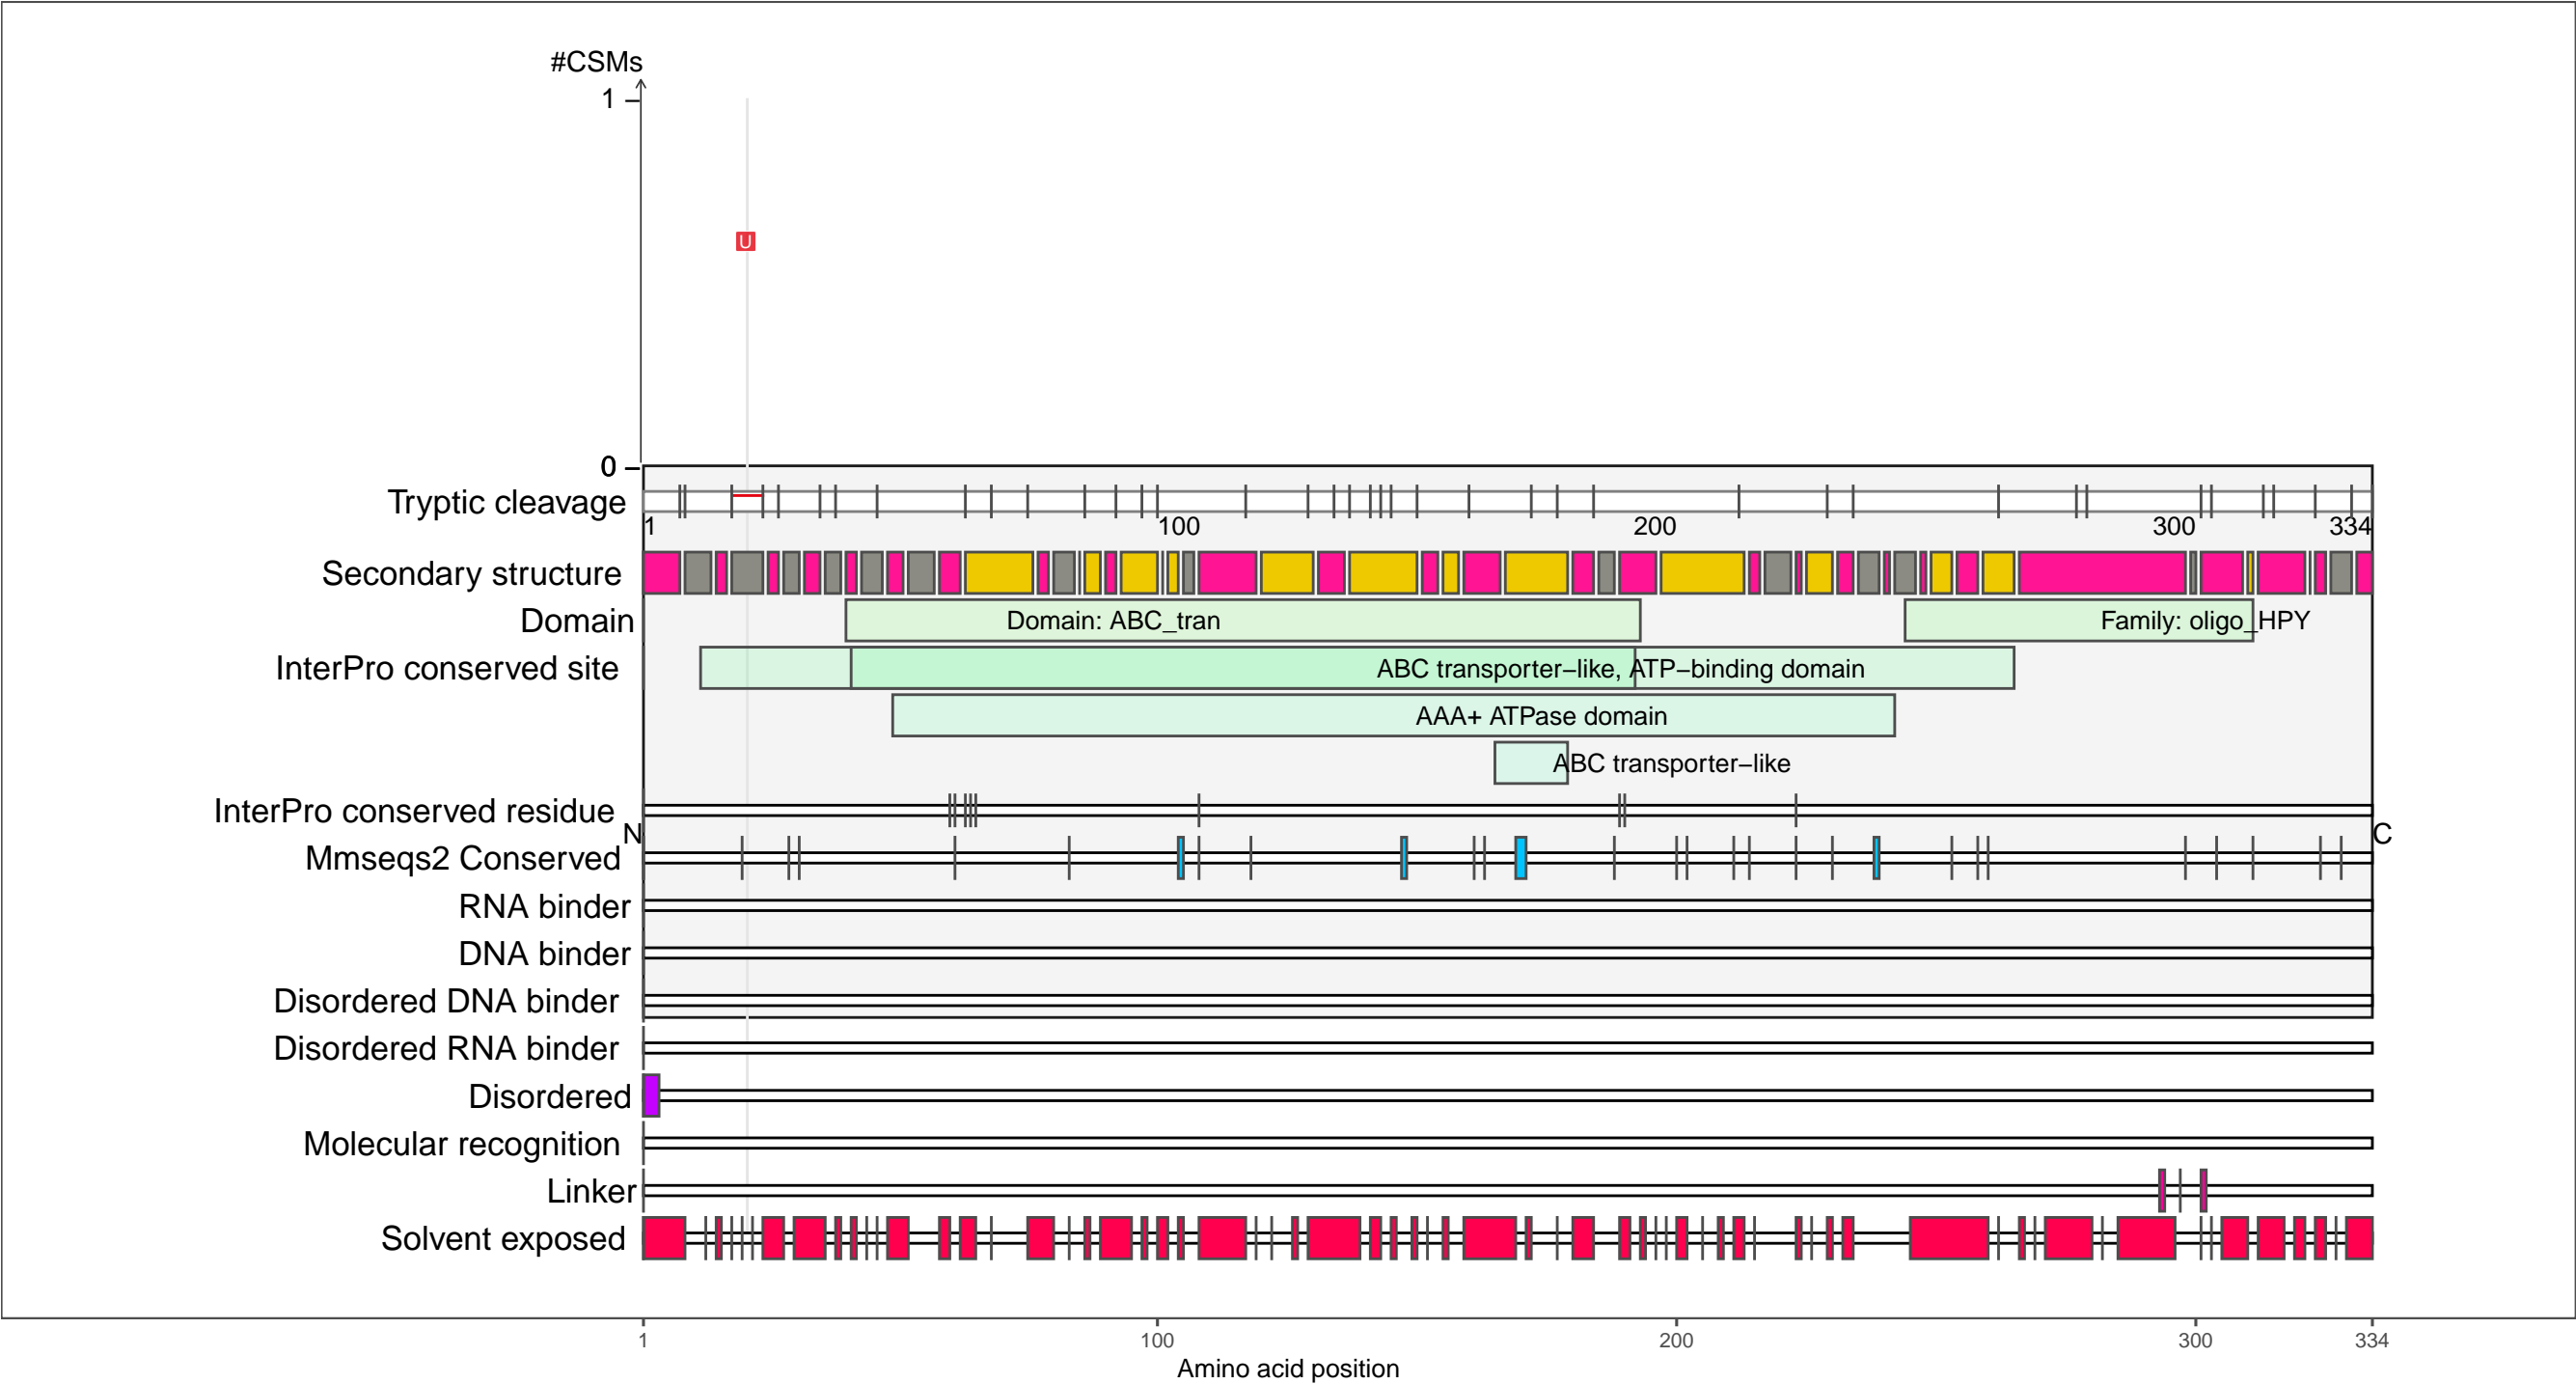 #CSMs
1
U
0
Tryptic cleavage
1 100 200 300 334
Secondary structure
Domain
Domain: ABC_tran
Family: oligo_HPY
InterPro conserved site
ABC transporter–like, ATP–binding domain
AAA+ ATPase domain
ABC transporter–like
InterPro conserved residue
N
C
Mmseqs2 Conserved
RNA binder
DNA binder
Disordered DNA binder
Disordered RNA binder
Disordered
Molecular recognition
Linker
Solvent exposed
1 100 200 300 334
Amino acid position